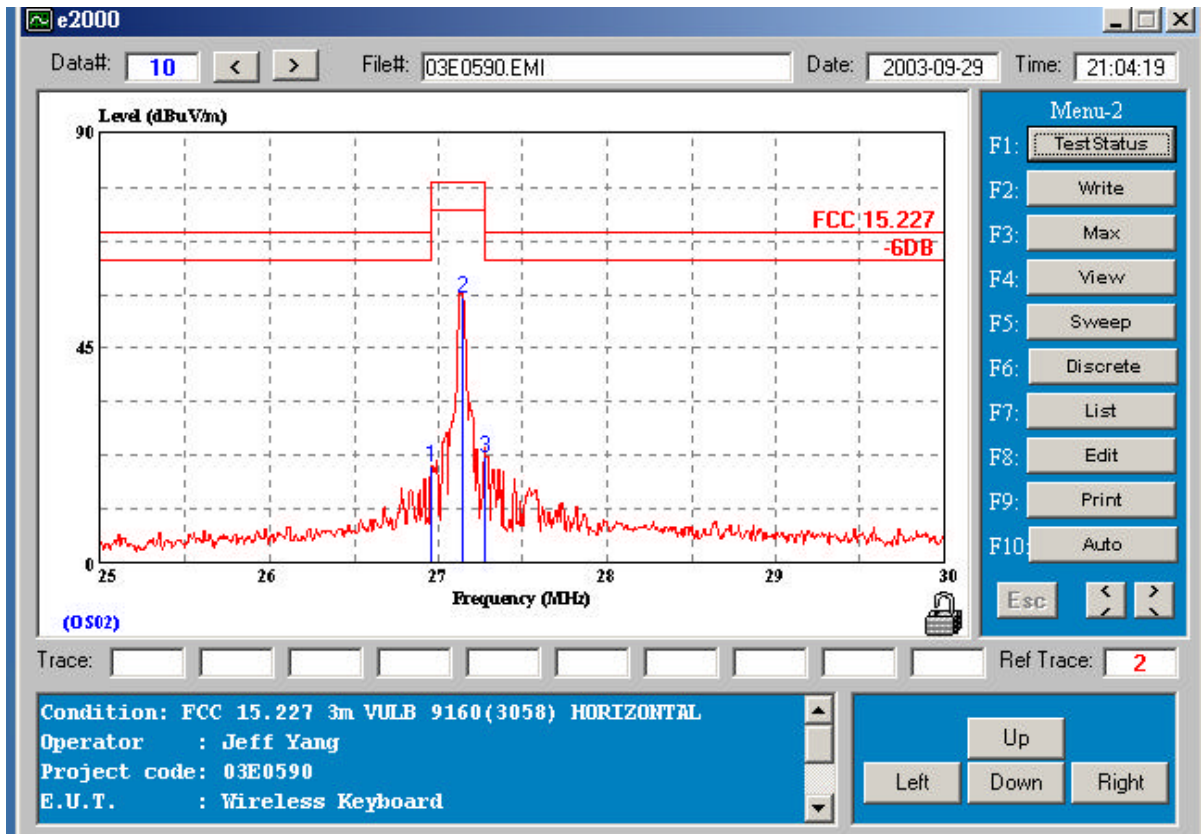 e2000
Data#: 10 < > File#: 03E0590.EMI Date: 2003-09-29 Time: 21:04:19
Level (dBuV/m)
90
45
0
FCC 15.227
-6DB
1
2
3
25 26 27 28 29 30
Frequency (MHz)
(OS02)
Menu-2
F1: Test Status
F2: Write
F3: Max
F4: View
F5: Sweep
F6: Discrete
F7: List
F8: Edit
F9: Print
F10: Auto
Esc
Trace: Ref Trace: 2
Condition: FCC 15.227 3m VULB 9160(3058) HORIZONTAL
Operator : Jeff Yang
Project code: 03E0590
E.U.T. : Wireless Keyboard
Up
Left Down Right